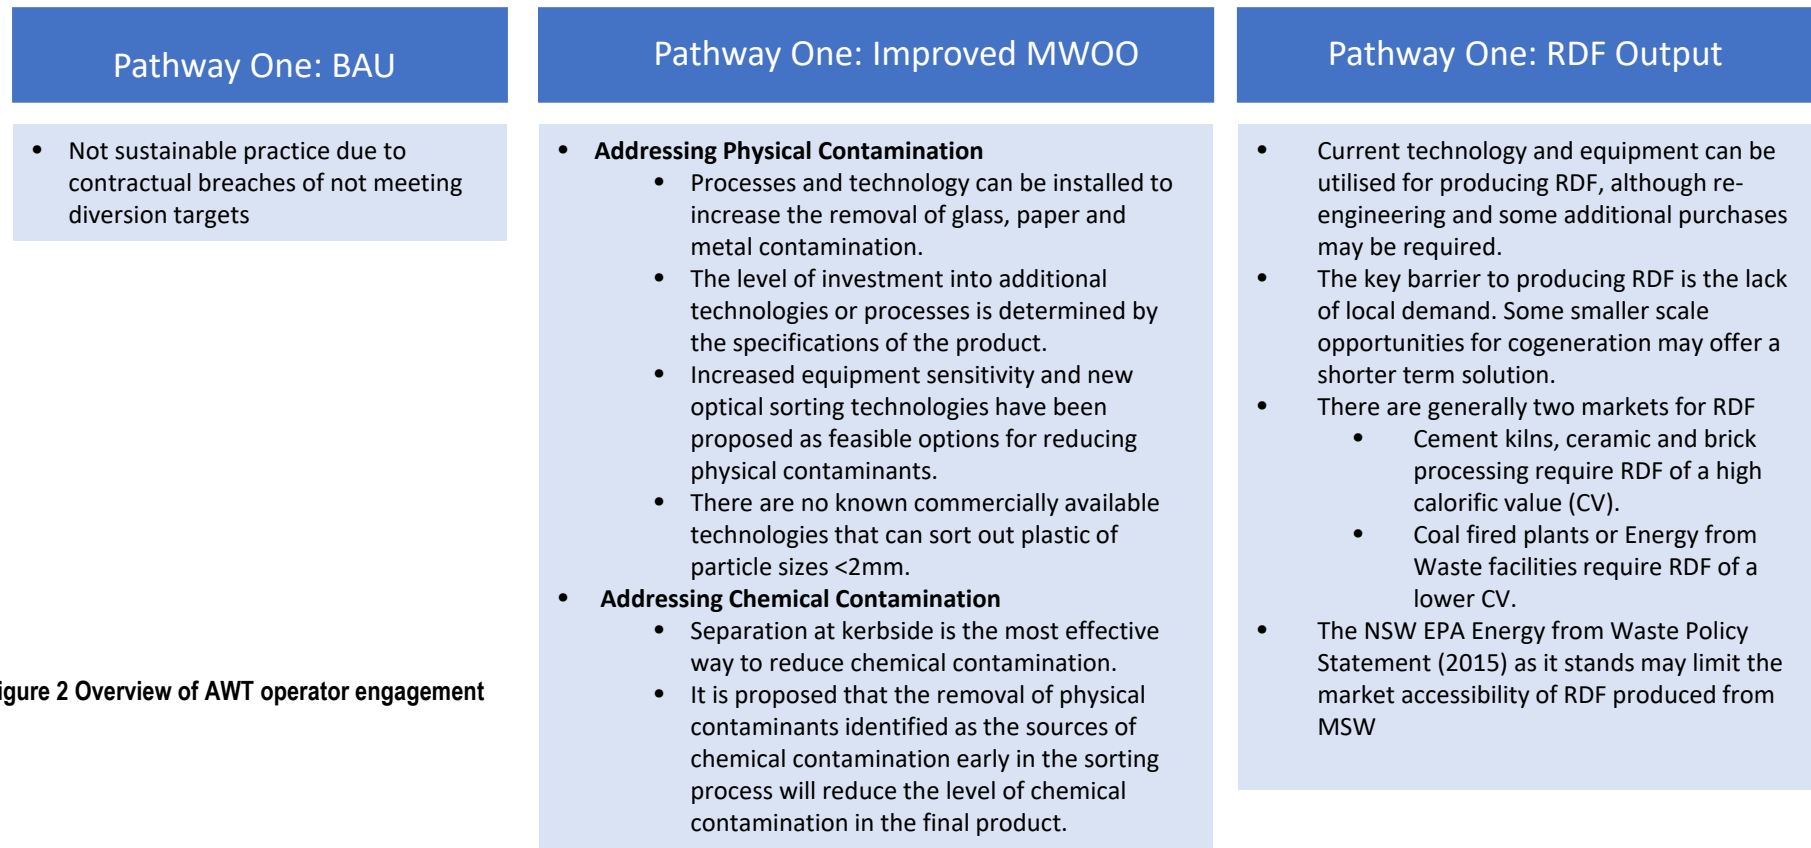 Pathway One: BAU
• Not sustainable practice due to
contractual breaches of not meeting
diversion targets
Pathway One: Improved MWOO
• Addressing Physical Contamination
• Processes and technology can be installed to
increase the removal of glass, paper and
metal contamination.
• The level of investment into additional
technologies or processes is determined by
the specifications of the product.
• Increased equipment sensitivity and new
optical sorting technologies have been
proposed as feasible options for reducing
physical contaminants.
• There are no known commercially available
technologies that can sort out plastic of
particle sizes <2mm.
• Addressing Chemical Contamination
• Separation at kerbside is the most effective
way to reduce chemical contamination.
• It is proposed that the removal of physical
contaminants identified as the sources of
chemical contamination early in the sorting
process will reduce the level of chemical
contamination in the final product.
Pathway One: RDF Output
• Current technology and equipment can be
utilised for producing RDF, although re-
engineering and some additional purchases
may be required.
• The key barrier to producing RDF is the lack
of local demand. Some smaller scale
opportunities for cogeneration may offer a
shorter term solution.
• There are generally two markets for RDF
• Cement kilns, ceramic and brick
processing require RDF of a high
calorific value (CV).
• Coal fired plants or Energy from
Waste facilities require RDF of a
lower CV.
• The NSW EPA Energy from Waste Policy
Statement (2015) as it stands may limit the
market accessibility of RDF produced from
MSW
igure 2 Overview of AWT operator engagement